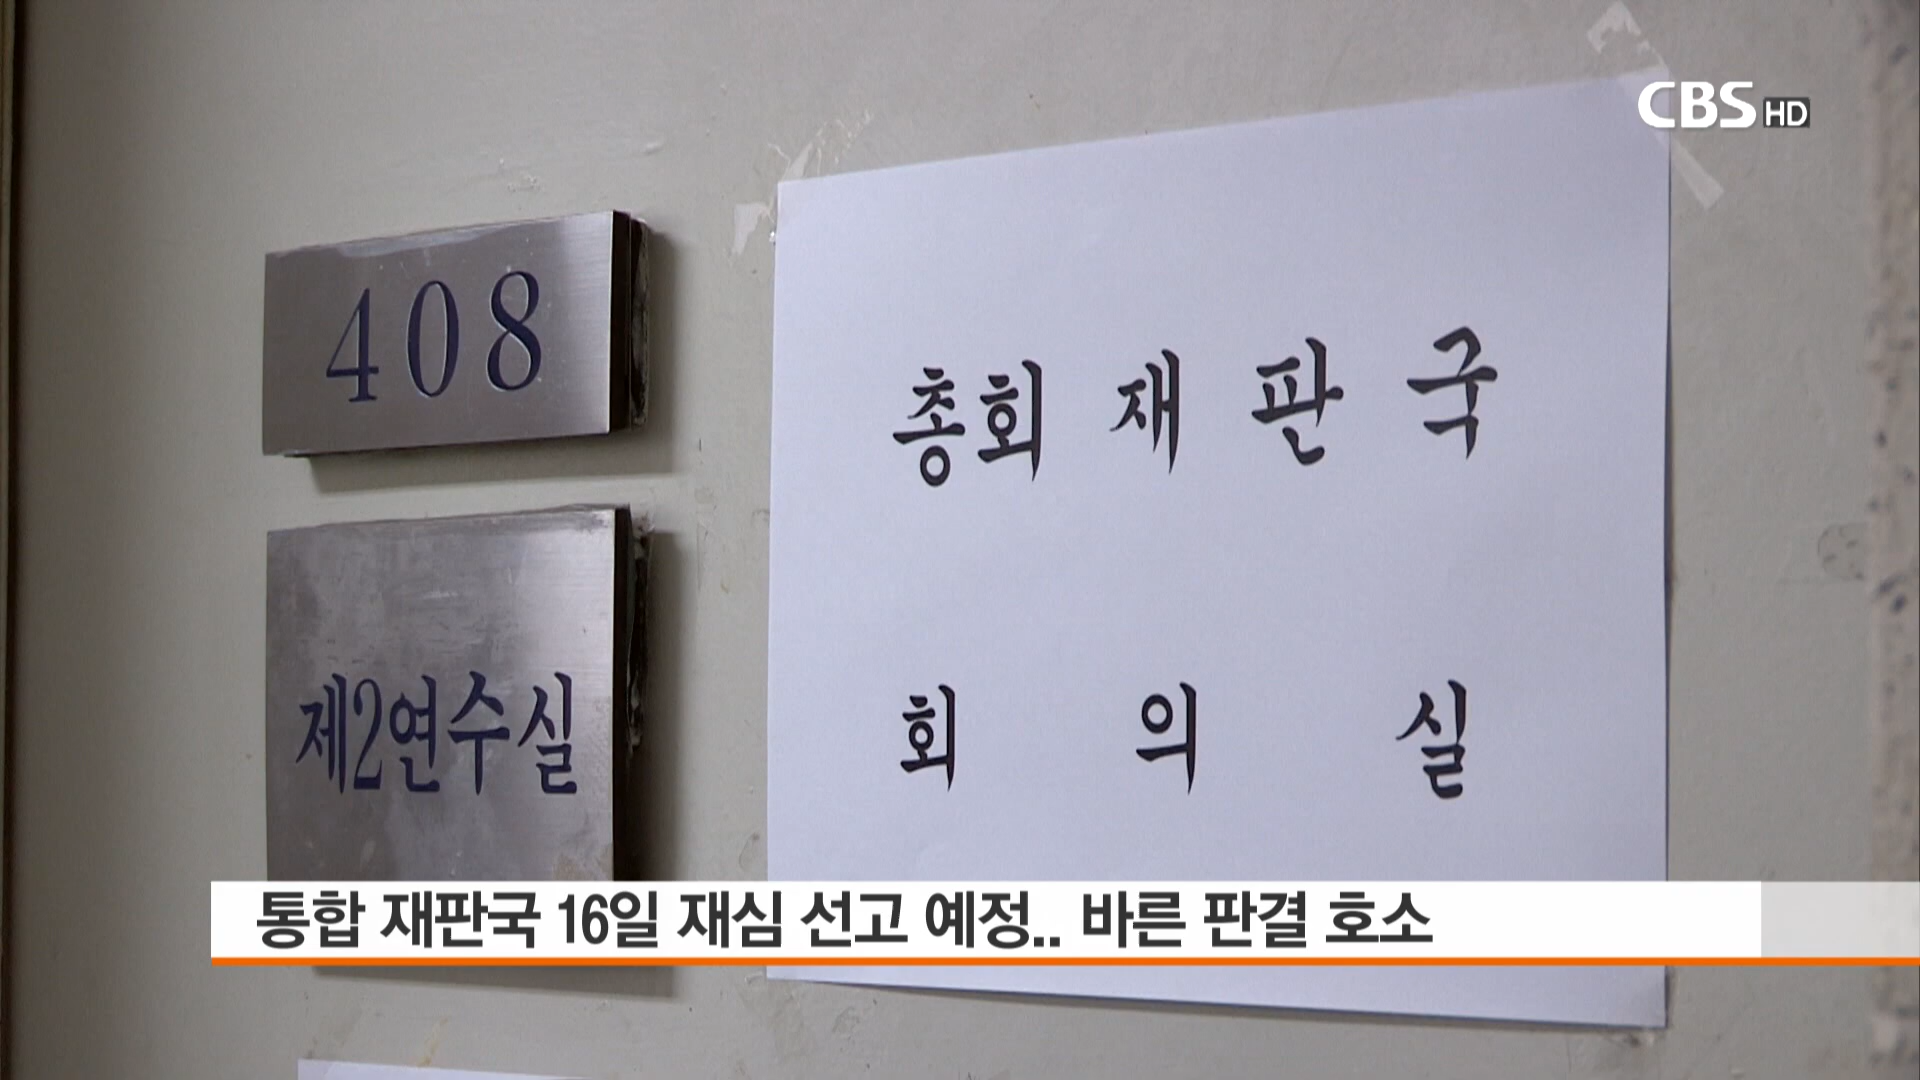 CBS HD
408
제2연수실
총회 재 판 국
회 의 실
통합 재판국 16일 재심 선고 예정.. 바른 판결 호소